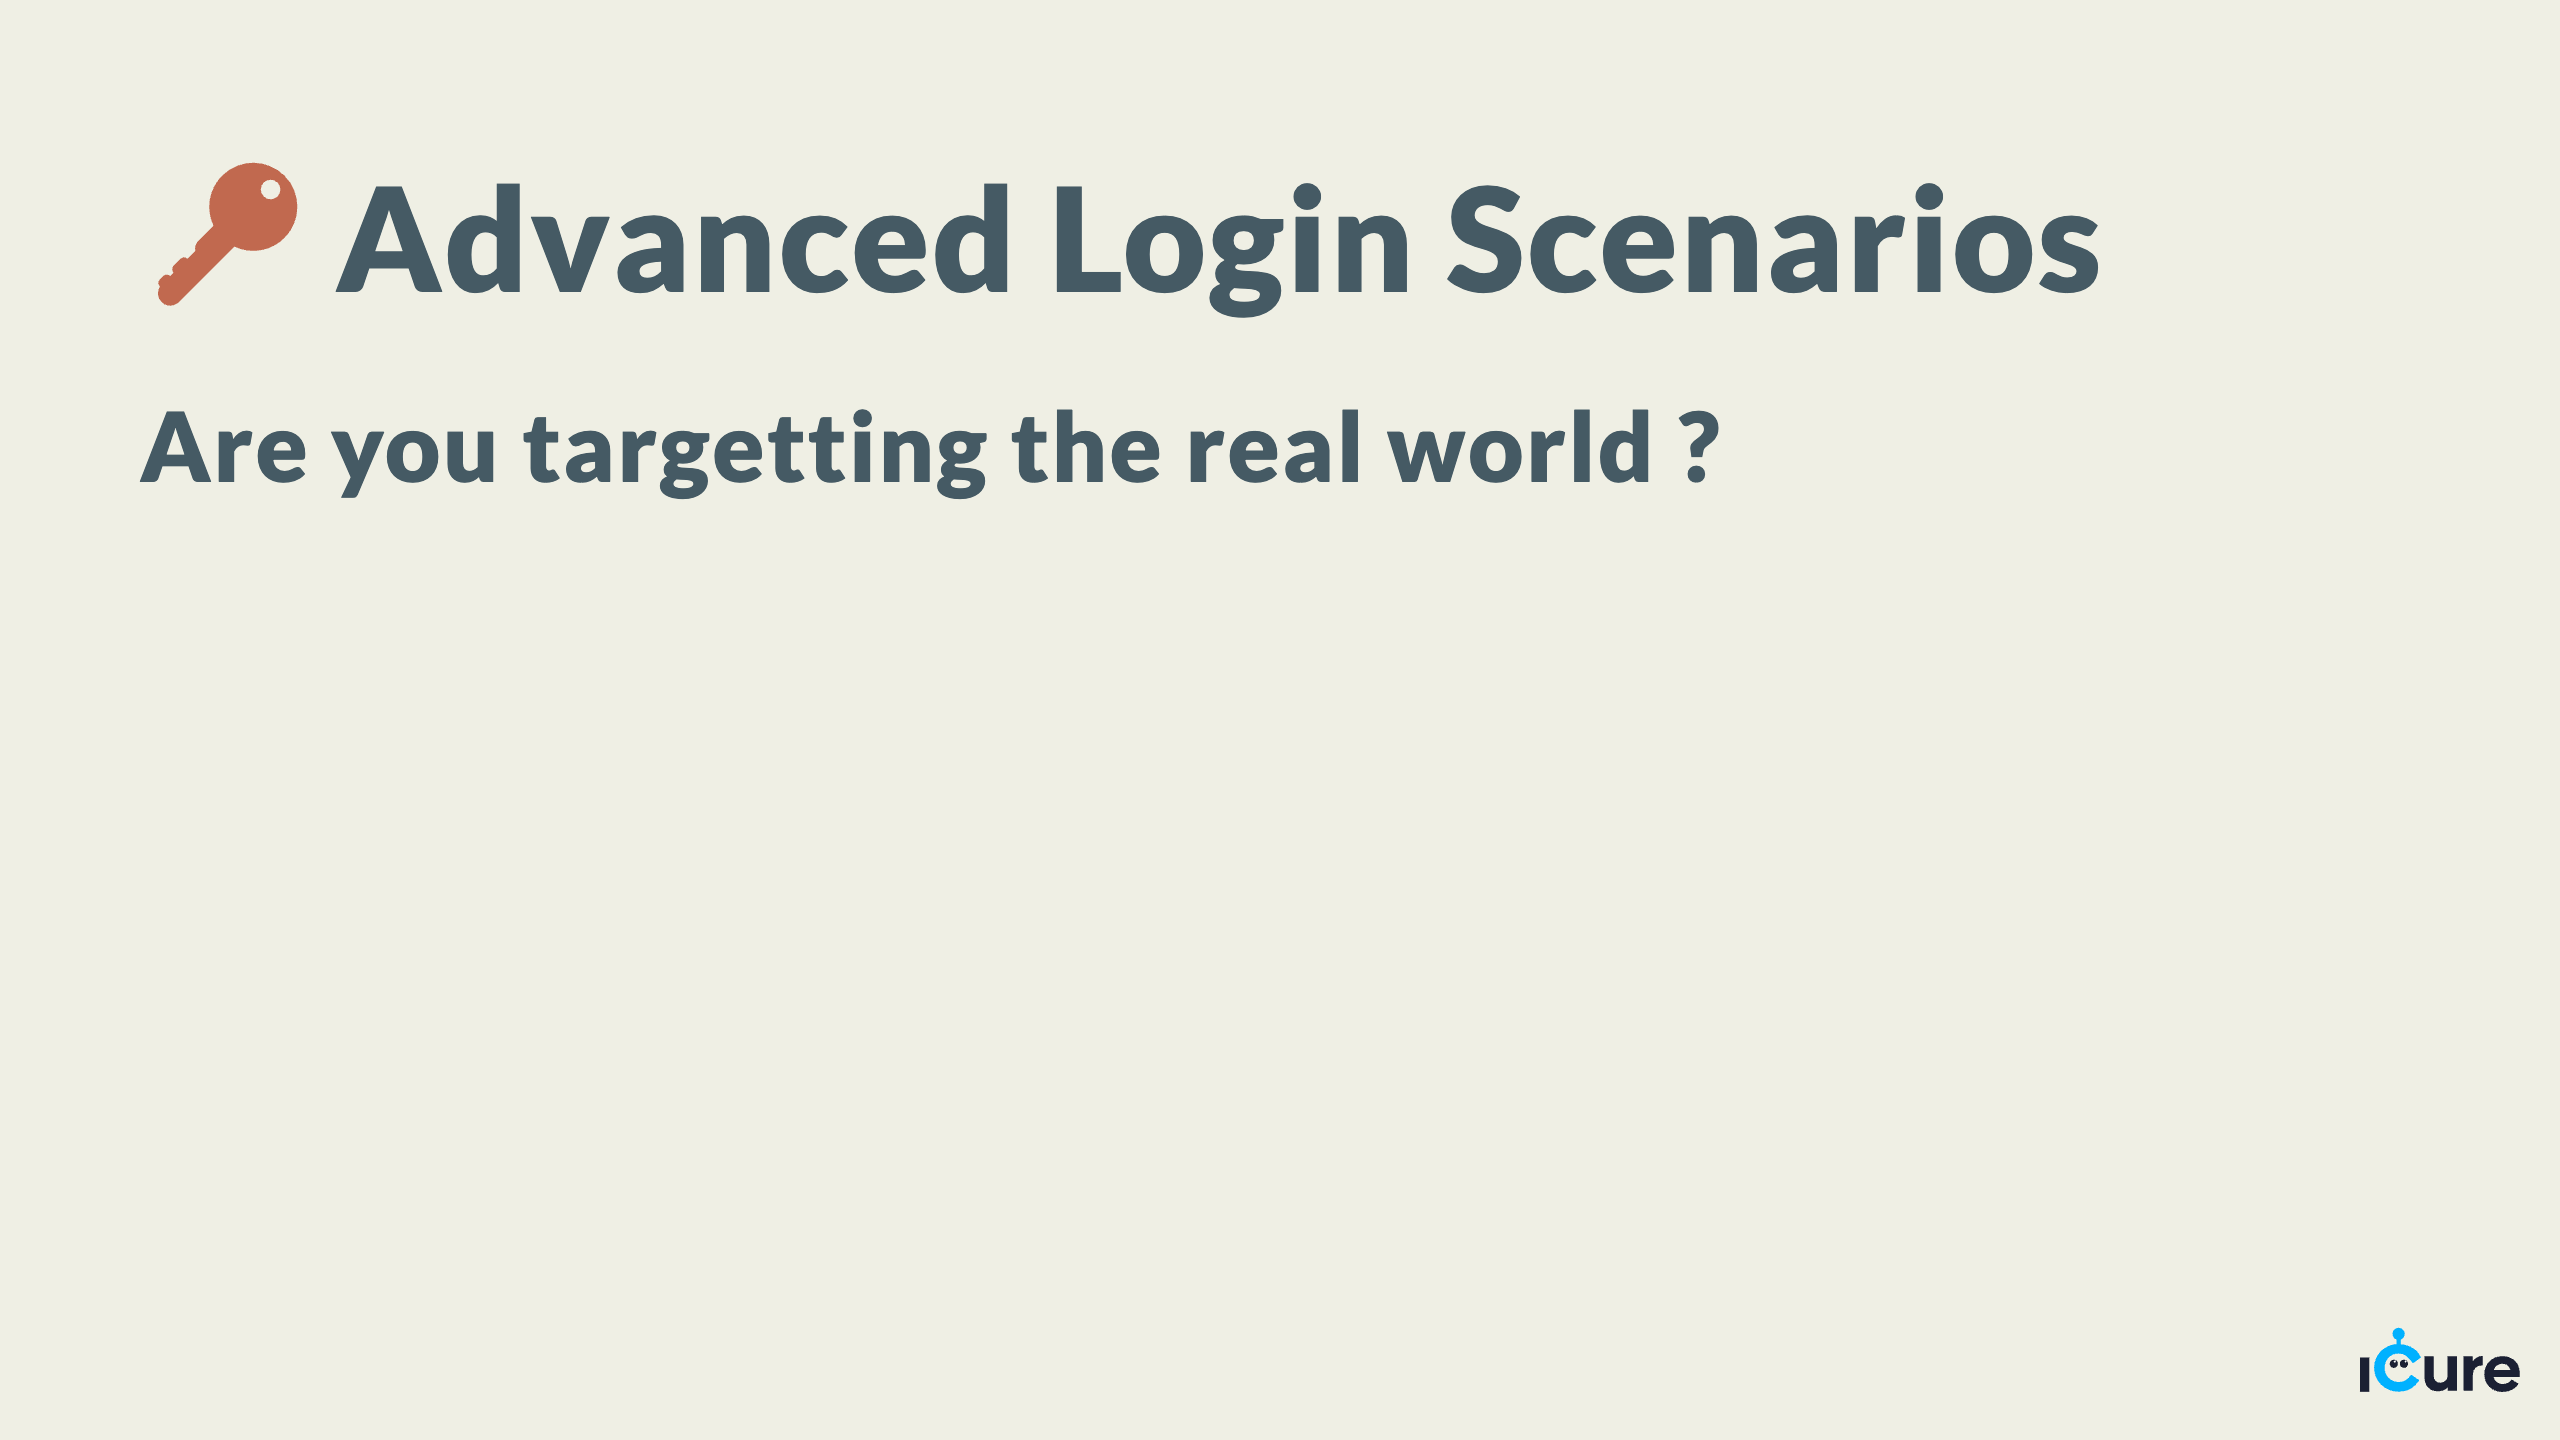 Advanced Login Scenarios
Are you targetting the real world ?
iCure